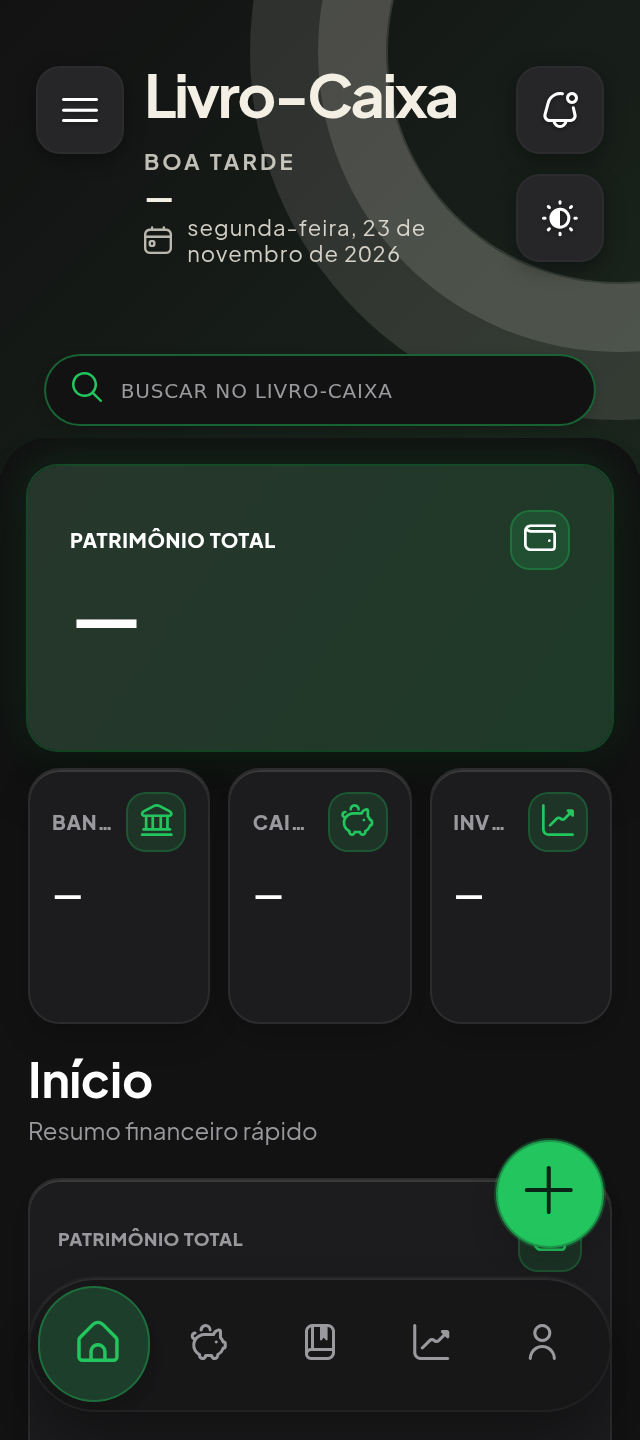 Livro-Caixa
BOA TARDE
—
segunda-feira, 23 de
novembro de 2026
BUSCAR NO LIVRO-CAIXA
PATRIMÔNIO TOTAL
—
BAN...
CAI...
INV...
—
—
—
Início
Resumo financeiro rápido
PATRIMÔNIO TOTAL